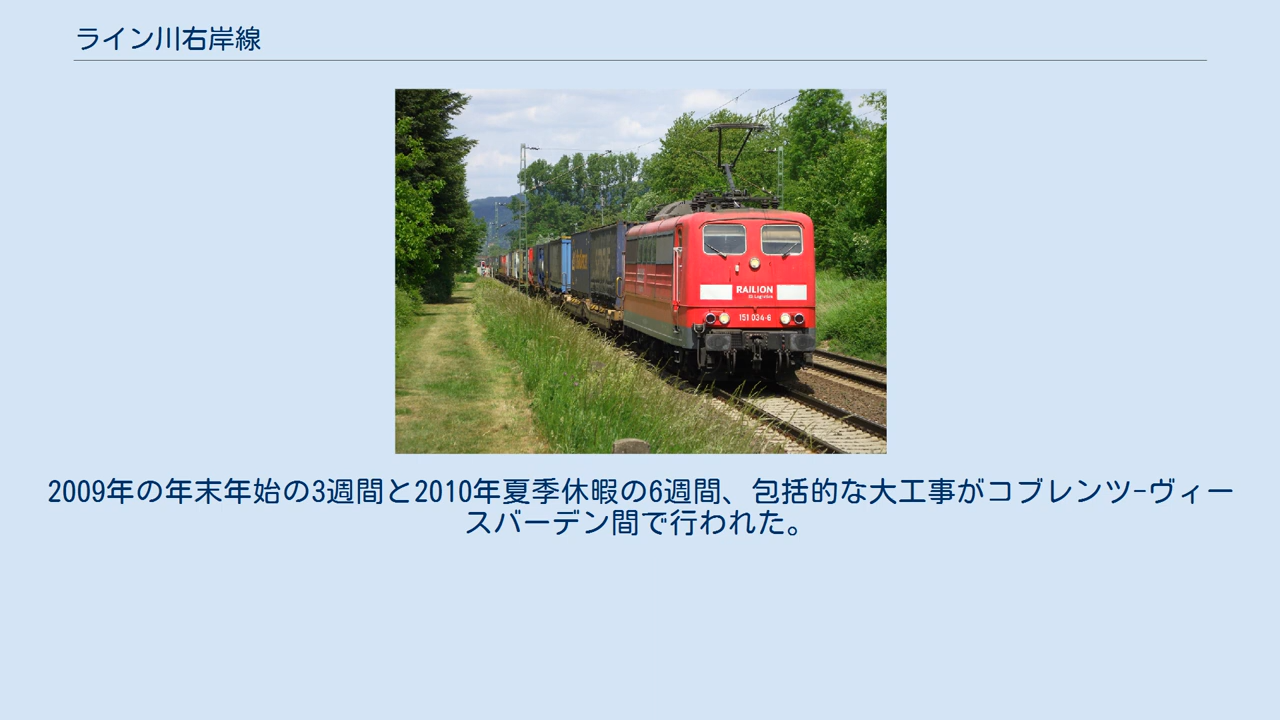 ライン川右岸線
RAILION
DB Logistics
151 034-6
2009年の年末年始の3週間と2010年夏季休暇の6週間、包括的な大工事がコブレンツ-ヴィー
スバーデン間で行われた。